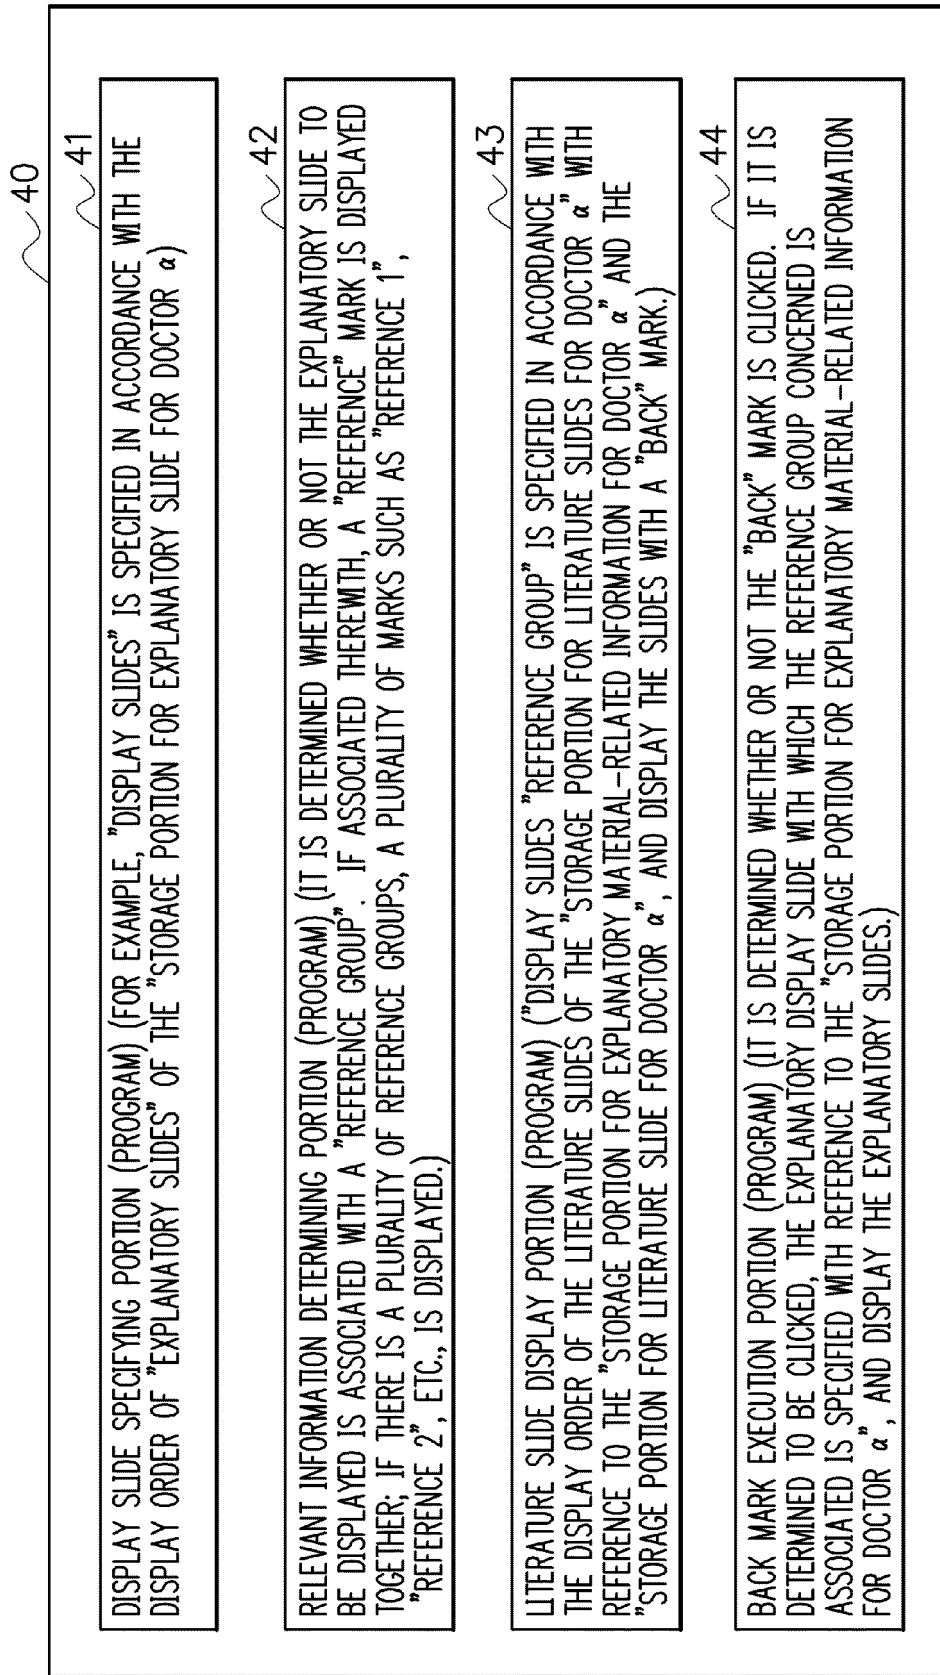 40
41
DISPLAY SLIDE SPECIFYING PORTION (PROGRAM) (FOR EXAMPLE, "DISPLAY SLIDES" IS SPECIFIED IN ACCORDANCE WITH THE
DISPLAY ORDER OF "EXPLANATORY SLIDES" OF THE "STORAGE PORTION FOR EXPLANATORY SLIDE FOR DOCTOR α)
42
RELEVANT INFORMATION DETERMINING PORTION (PROGRAM) (IT IS DETERMINED WHETHER OR NOT THE EXPLANATORY SLIDE TO
BE DISPLAYED IS ASSOCIATED WITH A "REFERENCE GROUP". IF ASSOCIATED THEREWITH, A "REFERENCE" MARK IS DISPLAYED
TOGETHER; IF THERE IS A PLURALITY OF REFERENCE GROUPS, A PLURALITY OF MARKS SUCH AS "REFERENCE 1",
"REFERENCE 2", ETC., IS DISPLAYED.)
43
LITERATURE SLIDE DISPLAY PORTION (PROGRAM) ("DISPLAY SLIDES "REFERENCE GROUP" IS SPECIFIED IN ACCORDANCE WITH
THE DISPLAY ORDER OF THE LITERATURE SLIDES OF THE "STORAGE PORTION FOR LITERATURE SLIDES FOR DOCTOR α" WITH
REFERENCE TO THE "STORAGE PORTION FOR EXPLANATORY MATERIAL-RELATED INFORMATION FOR DOCTOR α" AND THE
"STORAGE PORTION FOR LITERATURE SLIDE FOR DOCTOR α", AND DISPLAY THE SLIDES WITH A "BACK" MARK.)
44
BACK MARK EXECUTION PORTION (PROGRAM) (IT IS DETERMINED WHETHER OR NOT THE "BACK" MARK IS CLICKED. IF IT IS
DETERMINED TO BE CLICKED, THE EXPLANATORY DISPLAY SLIDE WITH WHICH THE REFERENCE GROUP CONCERNED IS
ASSOCIATED IS SPECIFIED WITH REFERENCE TO THE "STORAGE PORTION FOR EXPLANATORY MATERIAL-RELATED INFORMATION
FOR DOCTOR α", AND DISPLAY THE EXPLANATORY SLIDES.)